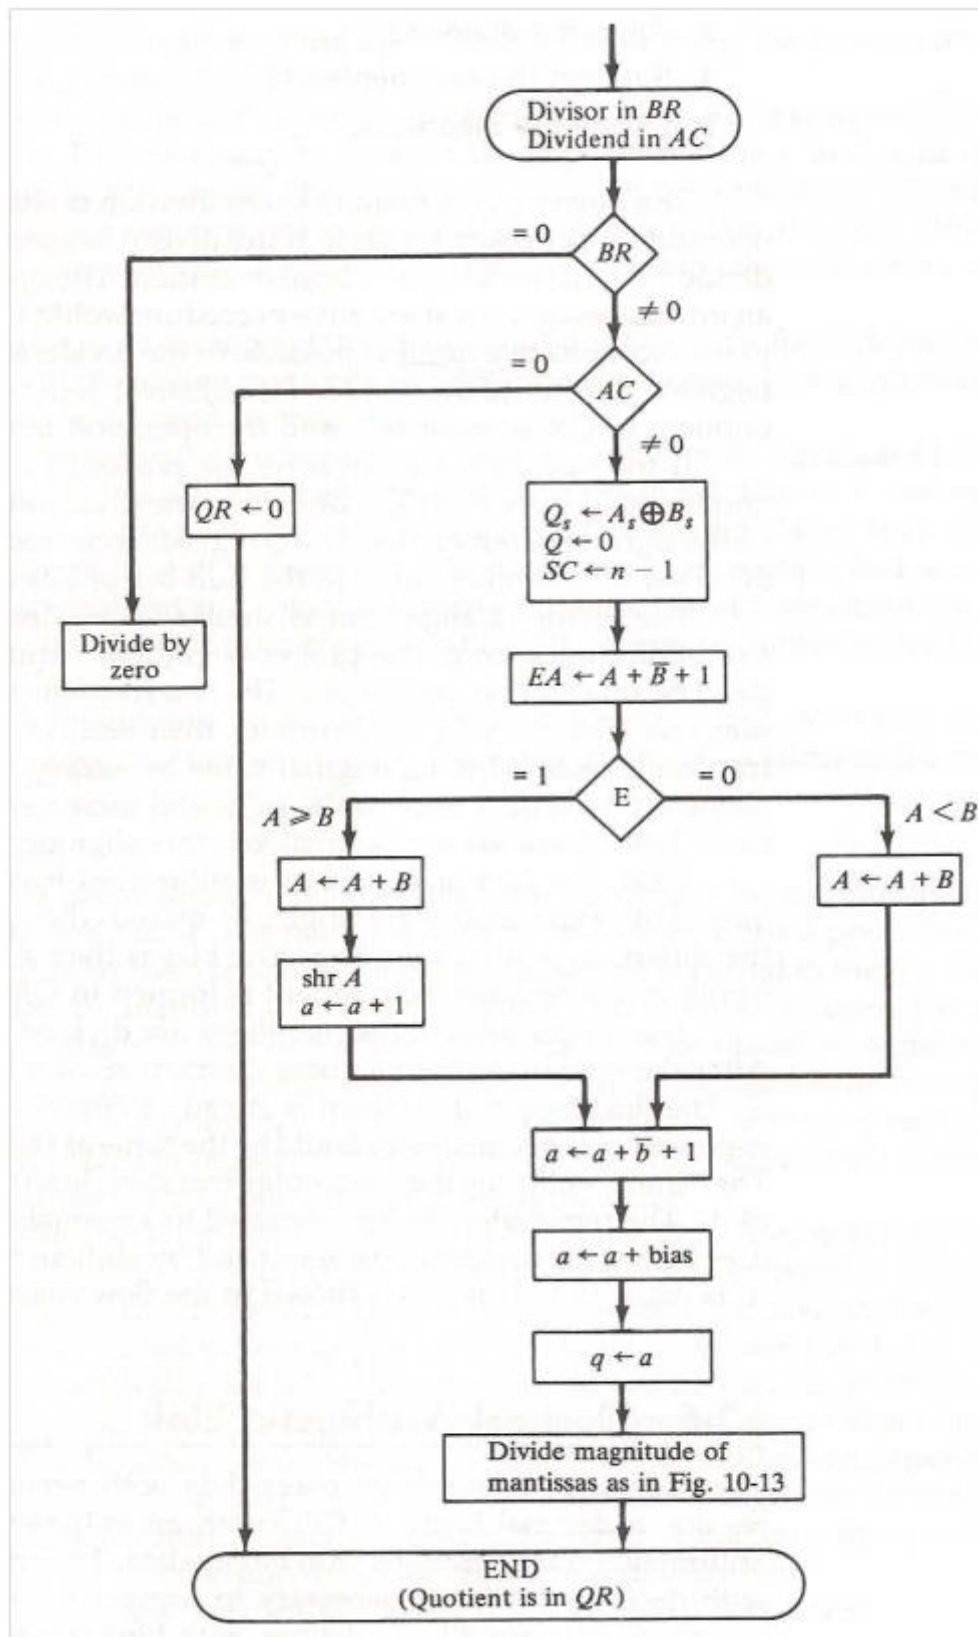 Divisor in BR
Dividend in AC
= 0
BR
≠ 0
= 0
AC
≠ 0
QR ← 0
Qₛ ← Aₛ ⊕ Bₛ
Q ← 0
SC ← n − 1
Divide by
zero
EA ← A + B̅ + 1
= 1
E
= 0
A ⩾ B
A < B
A ← A + B
A ← A + B
shr A
a ← a + 1
a ← a + b̅ + 1
a ← a + bias
q ← a
Divide magnitude of
mantissas as in Fig. 10-13
END
(Quotient is in QR)